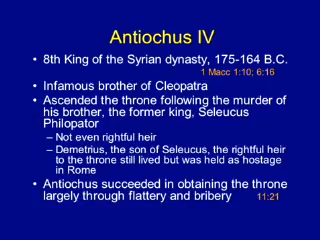 Antiochus IV
• 8th King of the Syrian dynasty, 175-164 B.C.
1 Macc 1:10; 6:16
• Infamous brother of Cleopatra
• Ascended the throne following the murder of
his brother, the former king, Seleucus
Philopator
– Not even rightful heir
– Demetrius, the son of Seleucus, the rightful heir
to the throne still lived but was held as hostage
in Rome
• Antiochus succeeded in obtaining the throne
largely through flattery and bribery 11:21